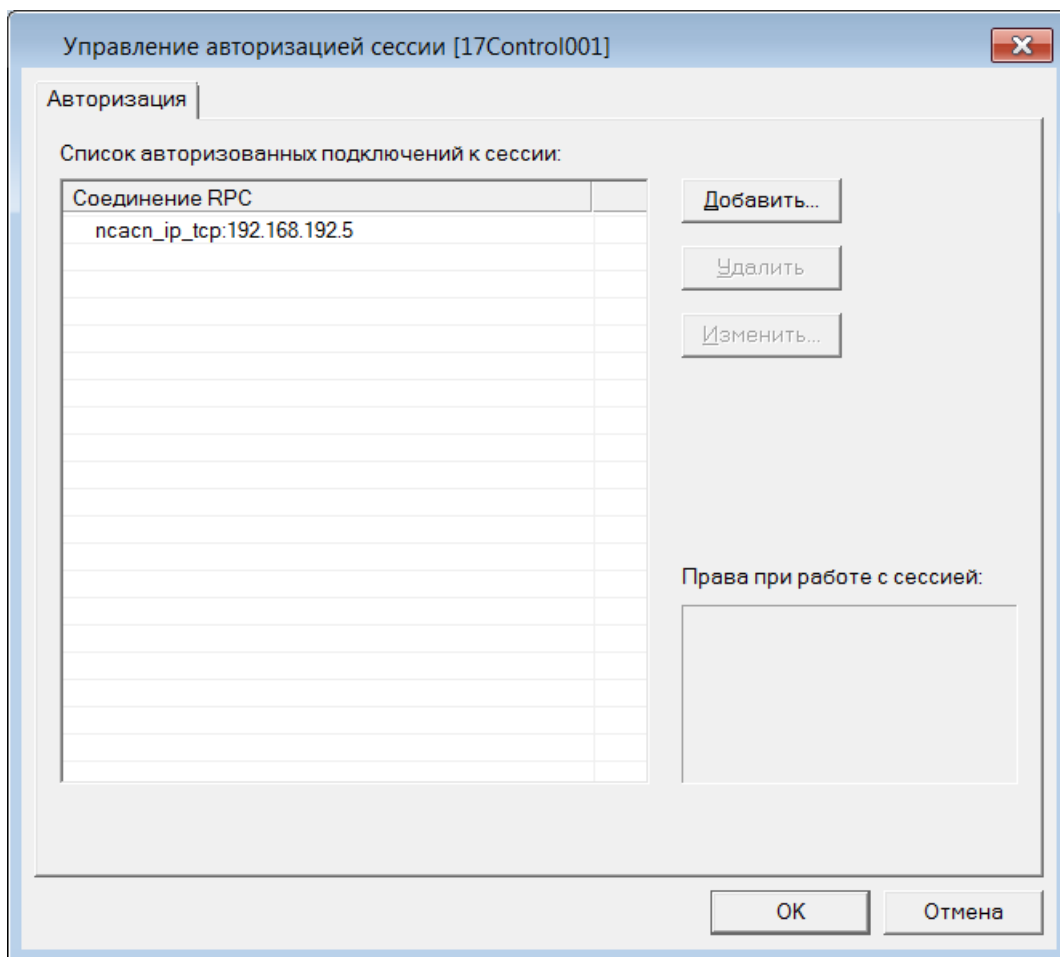 Управление авторизацией сессии [17Control001]
Авторизация
Список авторизованных подключений к сессии:
Соединение RPC
ncacn_ip_tcp:192.168.192.5
Добавить...
Удалить
Изменить...
Права при работе с сессией:
OK
Отмена